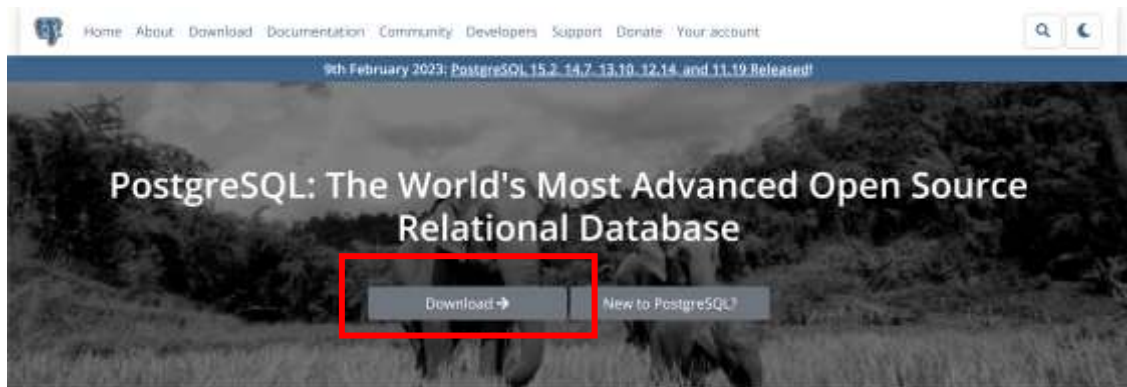 Home About Download Documentation Community Developers Support Donate Your account
9th February 2023: PostgreSQL 15.2, 14.7, 13.10, 12.14, and 11.19 Released!
PostgreSQL: The World's Most Advanced Open Source
Relational Database
Download → New to PostgreSQL?